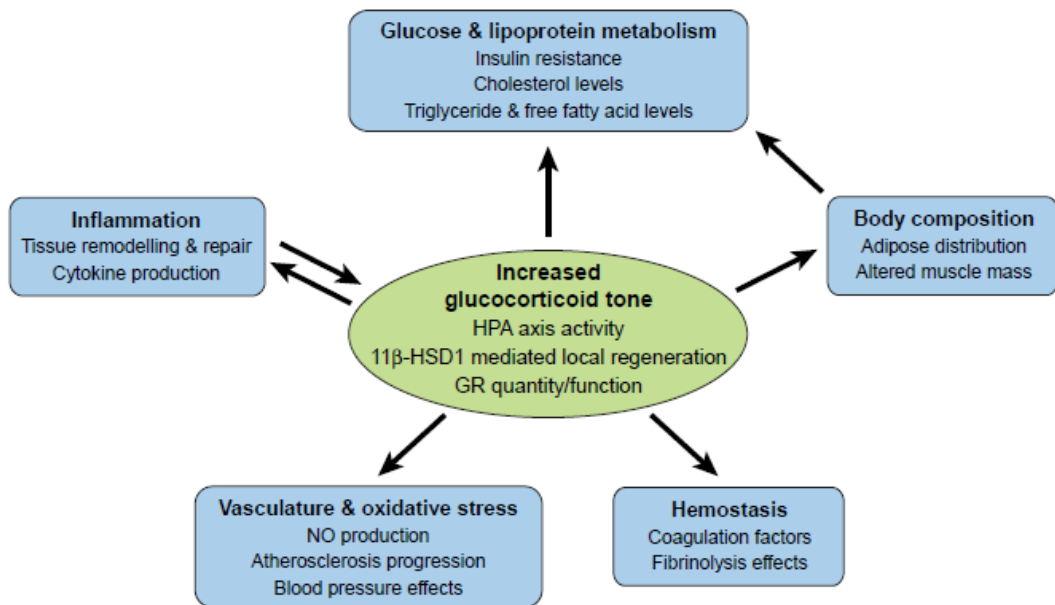 Glucose & lipoprotein metabolism
Insulin resistance
Cholesterol levels
Triglyceride & free fatty acid levels
Inflammation
Tissue remodelling & repair
Cytokine production
Body composition
Adipose distribution
Altered muscle mass
Increased
glucocorticoid tone
HPA axis activity
11β-HSD1 mediated local regeneration
GR quantity/function
Vasculature & oxidative stress
NO production
Atherosclerosis progression
Blood pressure effects
Hemostasis
Coagulation factors
Fibrinolysis effects